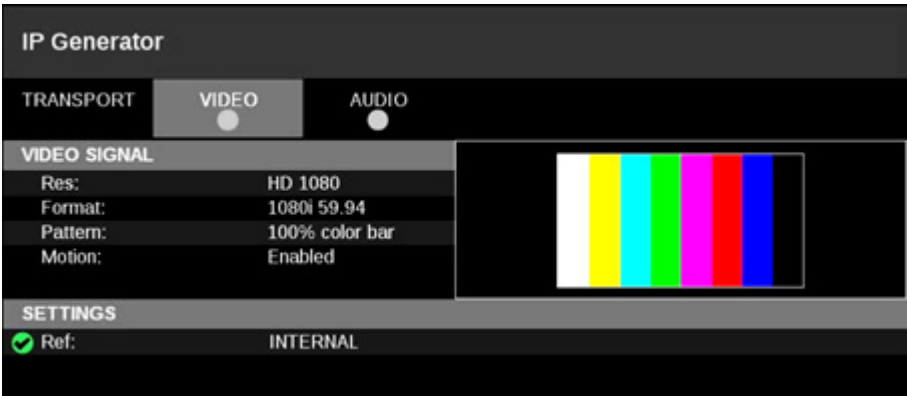 IP Generator
TRANSPORT VIDEO AUDIO
VIDEO SIGNAL
Res: HD 1080
Format: 1080i 59.94
Pattern: 100% color bar
Motion: Enabled
SETTINGS
Ref: INTERNAL